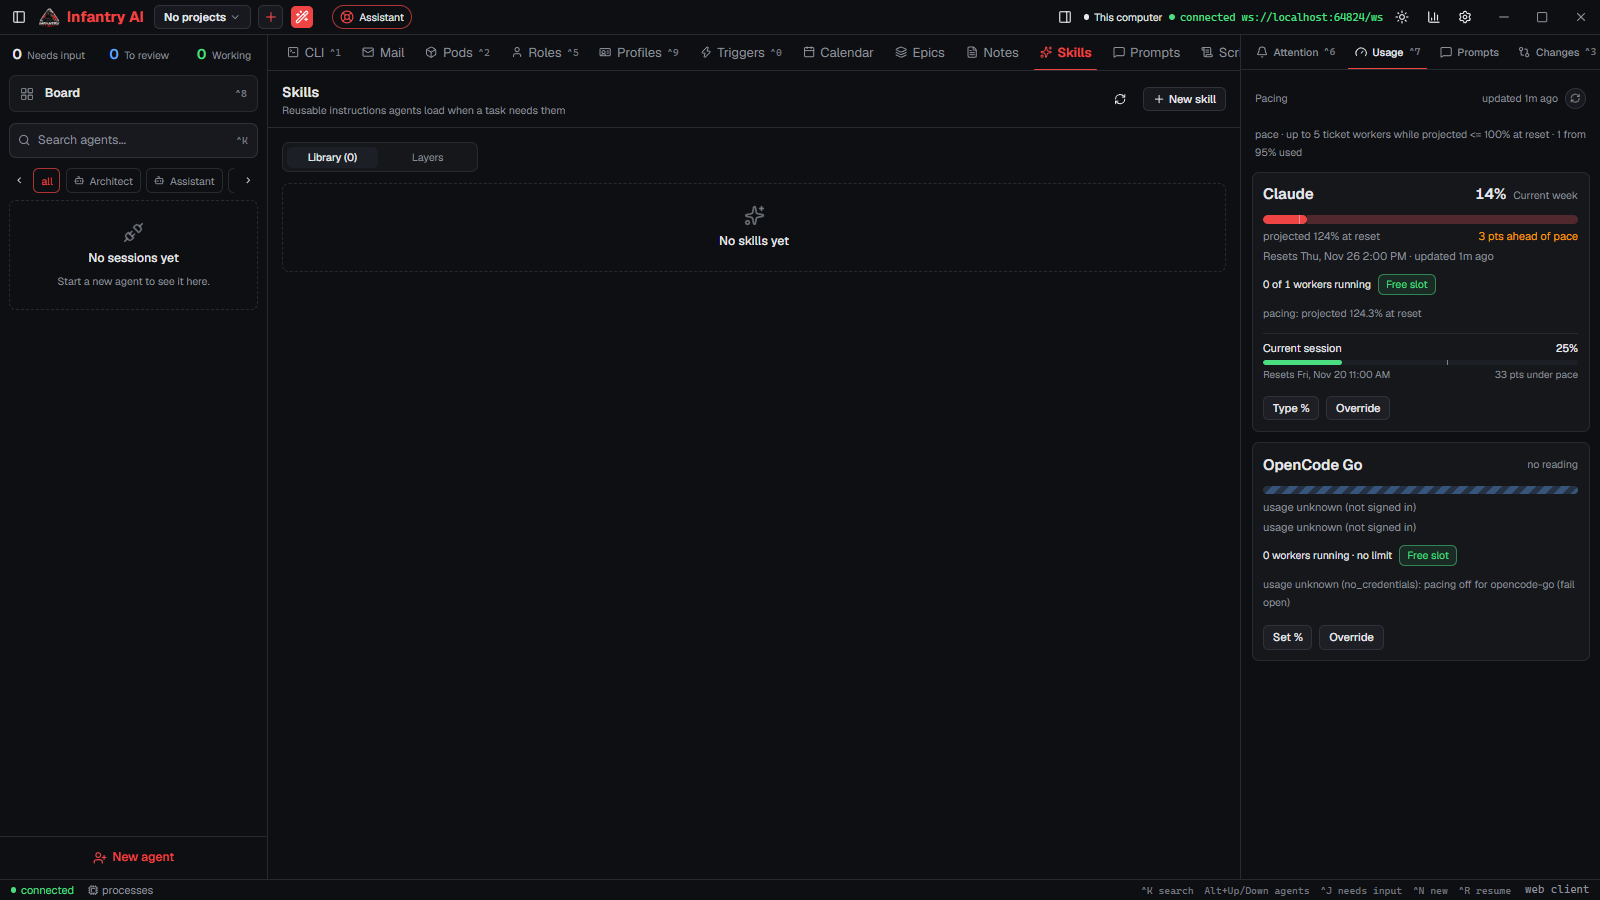 Infantry AI
No projects
Assistant
This computer
connected ws://localhost:64824/ws
0 Needs input
0 To review
0 Working
CLI ^1
Mail
Pods ^2
Roles ^5
Profiles ^9
Triggers ^0
Calendar
Epics
Notes
Skills
Prompts
Scri
Attention ^6
Usage ^7
Prompts
Changes ^3
Board ^8
Search agents... ^K
all
Architect
Assistant
No sessions yet
Start a new agent to see it here.
New agent
Skills
Reusable instructions agents load when a task needs them
New skill
Library (0)
Layers
No skills yet
Pacing
updated 1m ago
pace · up to 5 ticket workers while projected <= 100% at reset · 1 from
95% used
Claude
14% Current week
projected 124% at reset
3 pts ahead of pace
Resets Thu, Nov 26 2:00 PM · updated 1m ago
0 of 1 workers running
Free slot
pacing: projected 124.3% at reset
Current session
25%
Resets Fri, Nov 20 11:00 AM
33 pts under pace
Type %
Override
OpenCode Go
no reading
usage unknown (not signed in)
usage unknown (not signed in)
0 workers running · no limit
Free slot
usage unknown (no_credentials): pacing off for opencode-go (fail
open)
Set %
Override
connected
processes
^K search
Alt+Up/Down agents
^J needs input
^N new
^R resume
web client